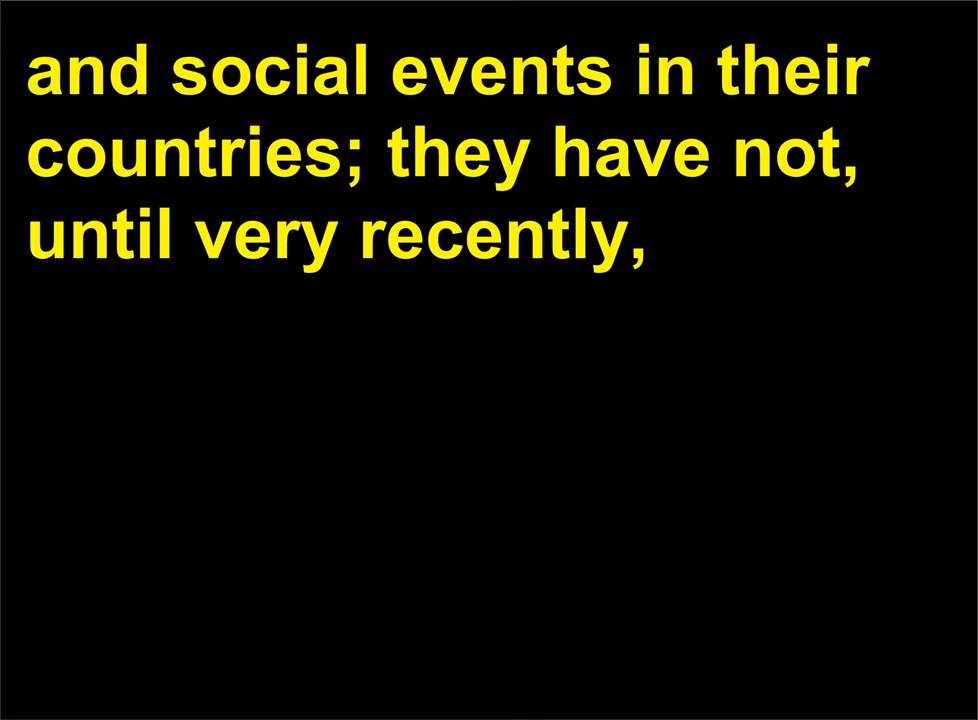 and social events in their
countries; they have not,
until very recently,